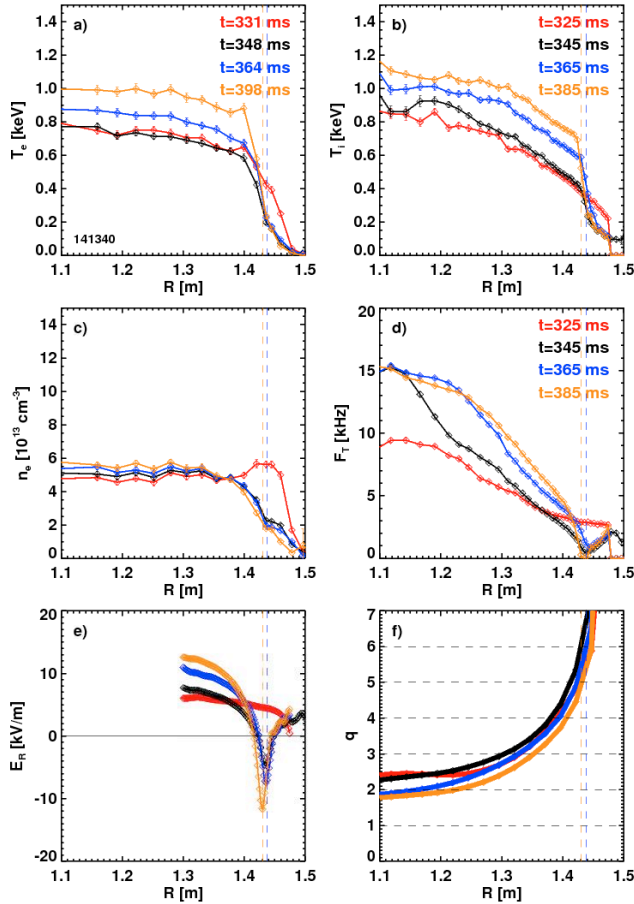 a)
t=331 ms
t=348 ms
t=364 ms
t=398 ms
141340
Te [keV]
1.4
1.2
1.0
0.8
0.6
0.4
0.2
0.0
1.1 1.2 1.3 1.4 1.5
R [m]
b)
t=325 ms
t=345 ms
t=365 ms
t=385 ms
Ti [keV]
1.4
1.2
1.0
0.8
0.6
0.4
0.2
0.0
1.1 1.2 1.3 1.4 1.5
R [m]
c)
ne [10^13 cm^-3]
14
12
10
8
6
4
2
0
1.1 1.2 1.3 1.4 1.5
R [m]
d)
t=325 ms
t=345 ms
t=365 ms
t=385 ms
FT [kHz]
20
15
10
5
0
1.1 1.2 1.3 1.4 1.5
R [m]
e)
ER [kV/m]
20
10
0
-10
-20
1.1 1.2 1.3 1.4 1.5
R [m]
f)
q
7
6
5
4
3
2
1
0
1.1 1.2 1.3 1.4 1.5
R [m]